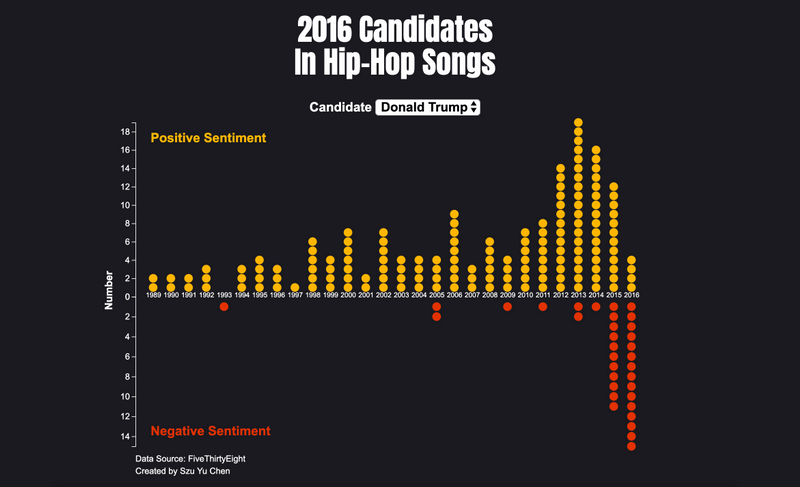 2016 Candidates
In Hip-Hop Songs
Candidate Donald Trump
Positive Sentiment
18
16
14
12
10
8
6
4
2
0
Number
1989 1990 1991 1992 1993 1994 1995 1996 1997 1998 1999 2000 2001 2002 2003 2004 2005 2006 2007 2008 2009 2010 2011 2012 2013 2014 2015 2016
2
4
6
8
10
12
14
Negative Sentiment
Data Source: FiveThirtyEight
Created by Szu Yu Chen